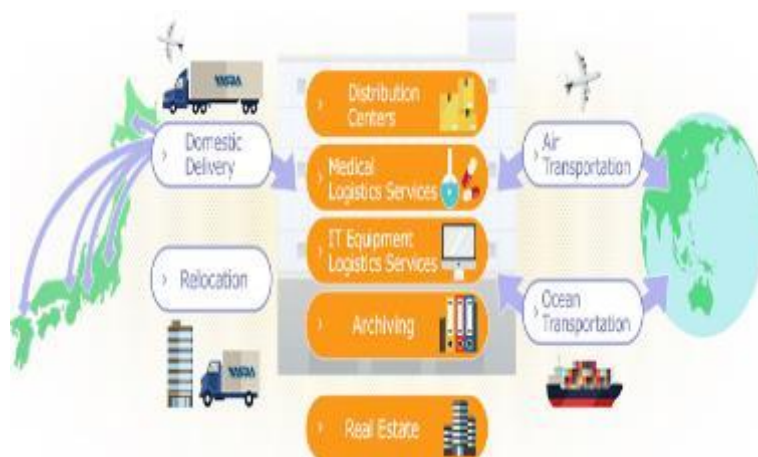 Domestic
Delivery
Relocation
Distribution
Centers
Medical
Logistics Services
IT Equipment
Logistics Services
Archiving
Real Estate
Air
Transportation
Ocean
Transportation